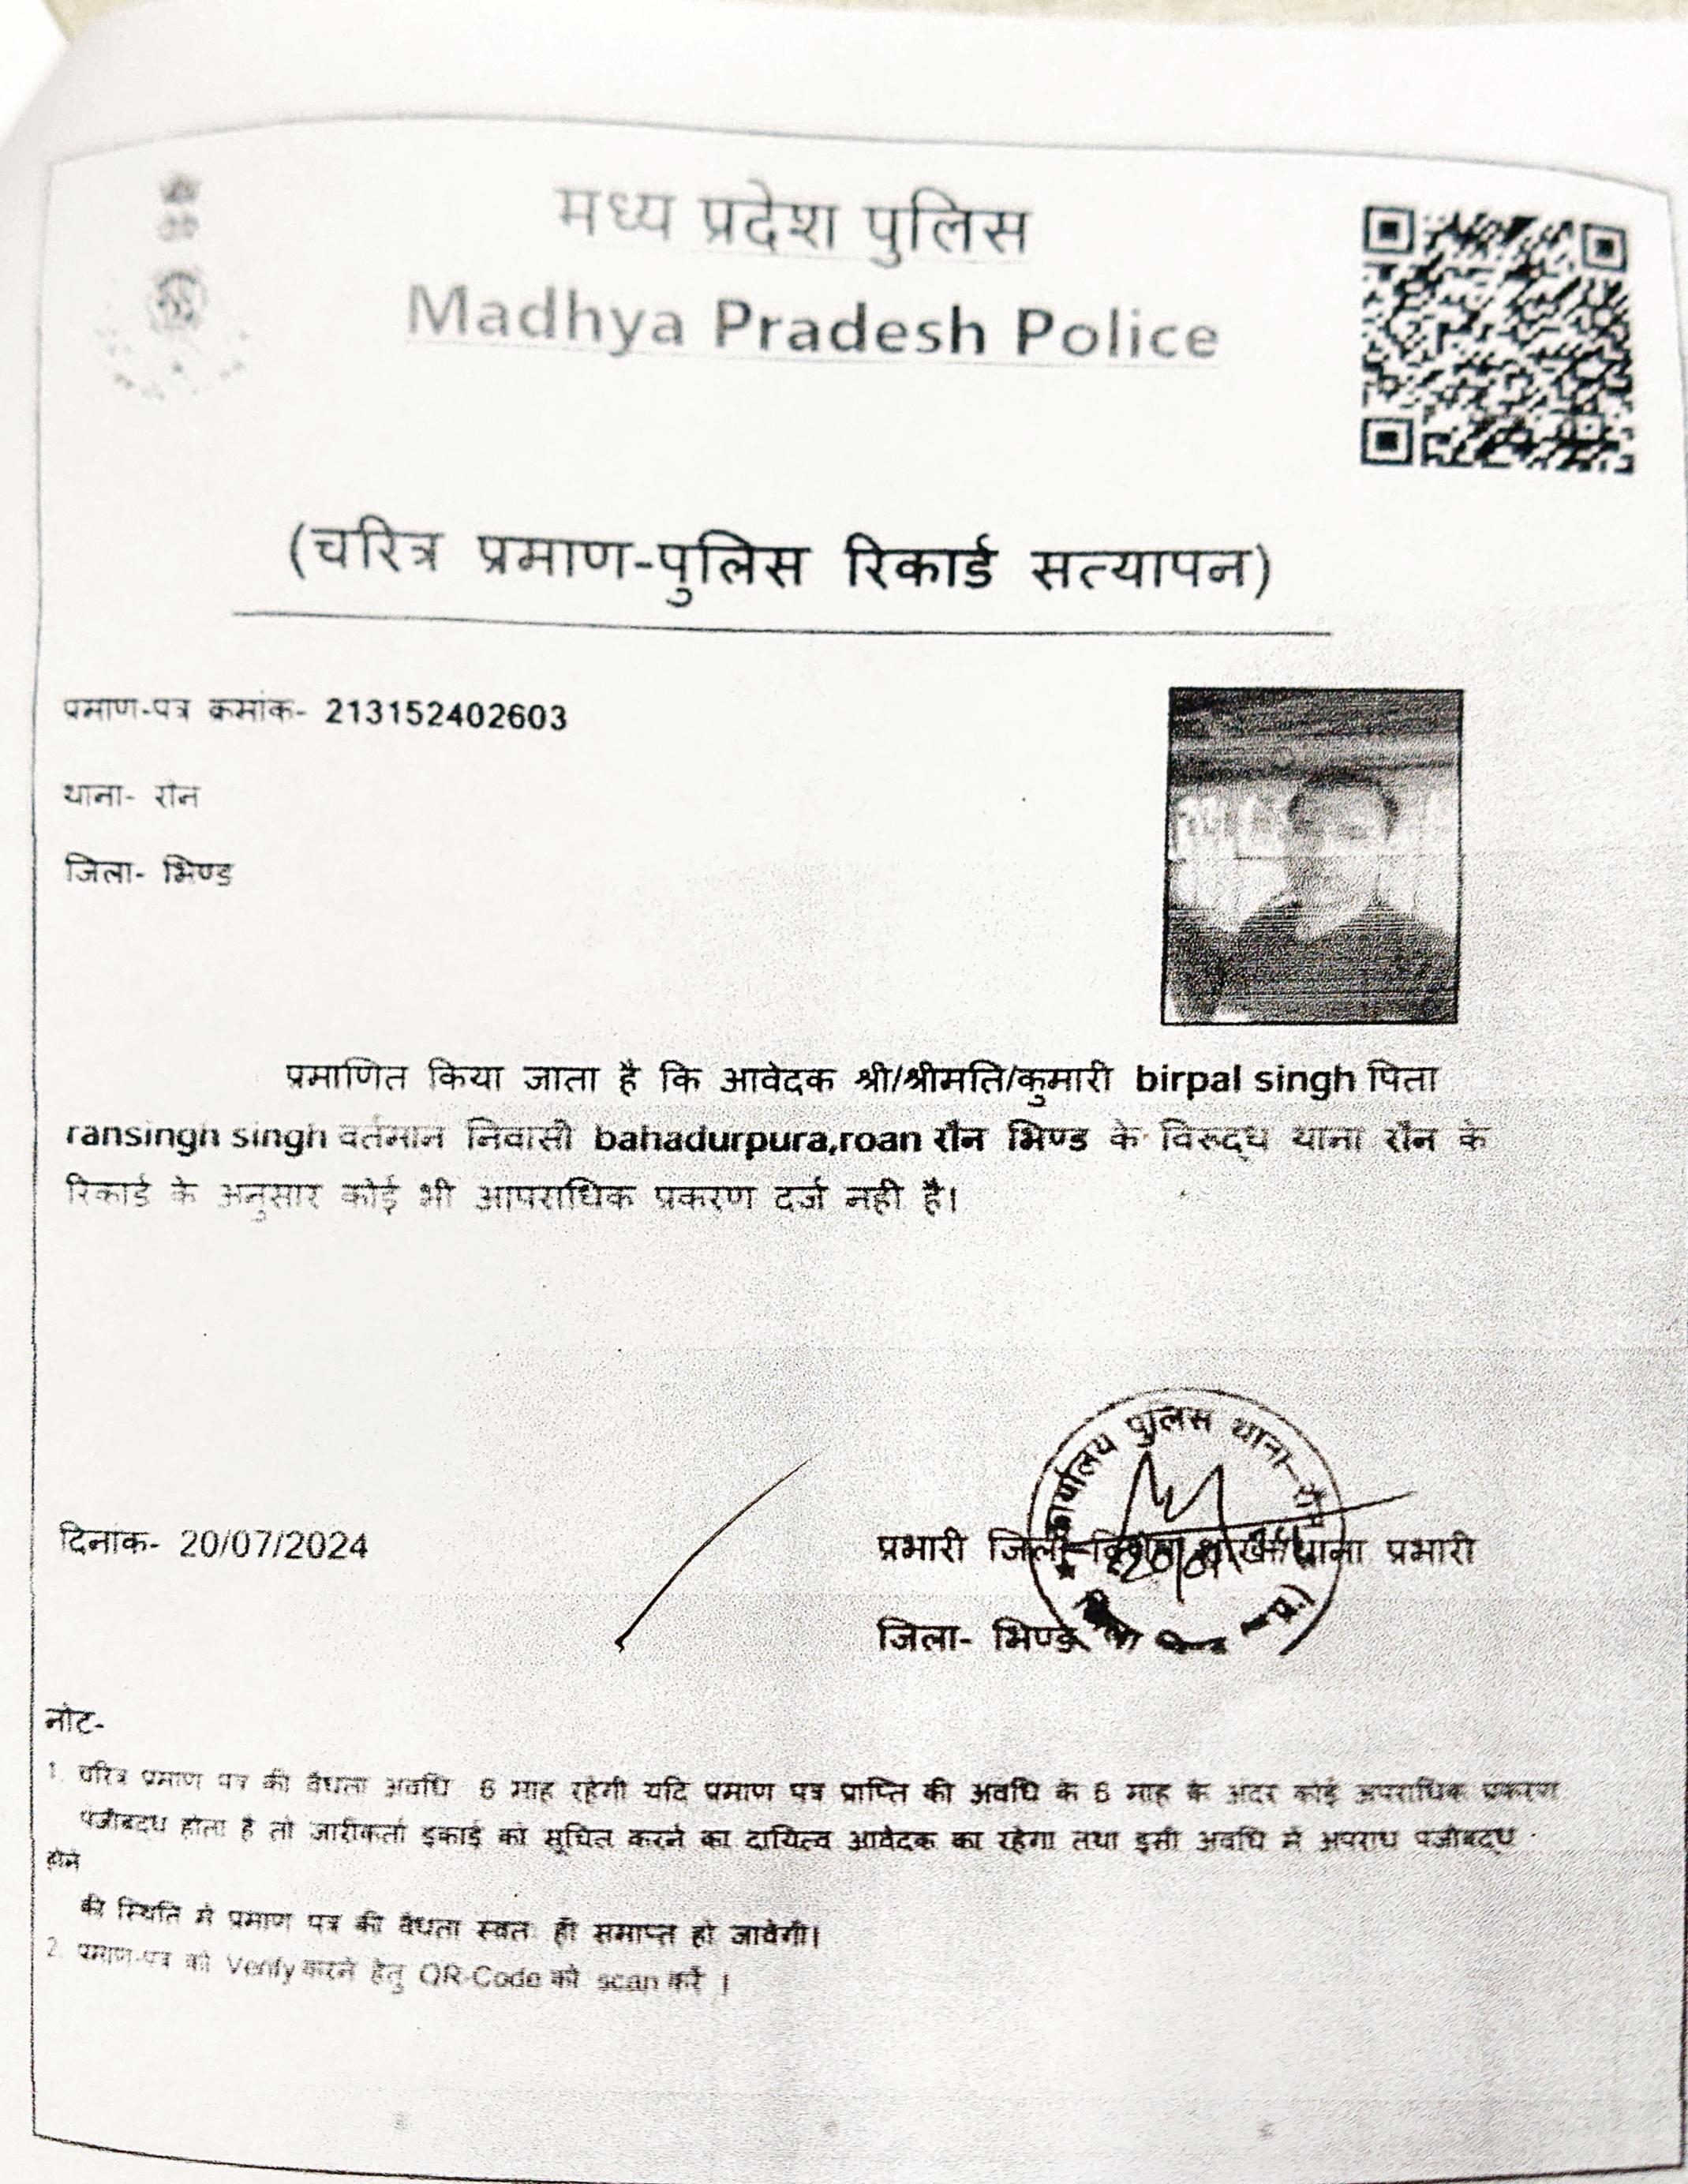 मध्य प्रदेश पुलिस
Madhya Pradesh Police
(चरित्र प्रमाण-पुलिस रिकार्ड सत्यापन)
प्रमाण-पत्र कमांक- 213152402603
थाना- रौन
जिला- भिण्ड
प्रमाणित किया जाता है कि आवेदक श्री/श्रीमति/कुमारी birpal singh पिता
ransingh singh वर्तमान निवासी bahadurpura,roan रौन भिण्ड के विरुद्ध थाना रौन के
रिकार्ड के अनुसार कोई भी आपराधिक प्रकरण दर्ज नही है।
कार्यालय पुलिस थाना-रौन
दिनांक- 20/07/2024
प्रभारी जिला विशेष शाखा/थाना प्रभारी
जिला- भिण्ड
नोट-
1. चरित्र प्रमाण पत्र की वैधता अवधि 6 माह रहेगी यदि प्रमाण पत्र प्राप्ति की अवधि के 6 माह के अंदर कोई अपराधिक प्रकरण
पंजीबद्ध होता है तो जारीकर्ता इकाई को सूचित करने का दायित्व आवेदक का रहेगा तथा इसी अवधि में अपराध पंजीबद्ध
होने
की स्थिति में प्रमाण पत्र की वैधता स्वतः ही समाप्त हो जावेगी।
2. प्रमाण-पत्र को Verify करने हेतु QR-Code को scan करें ।